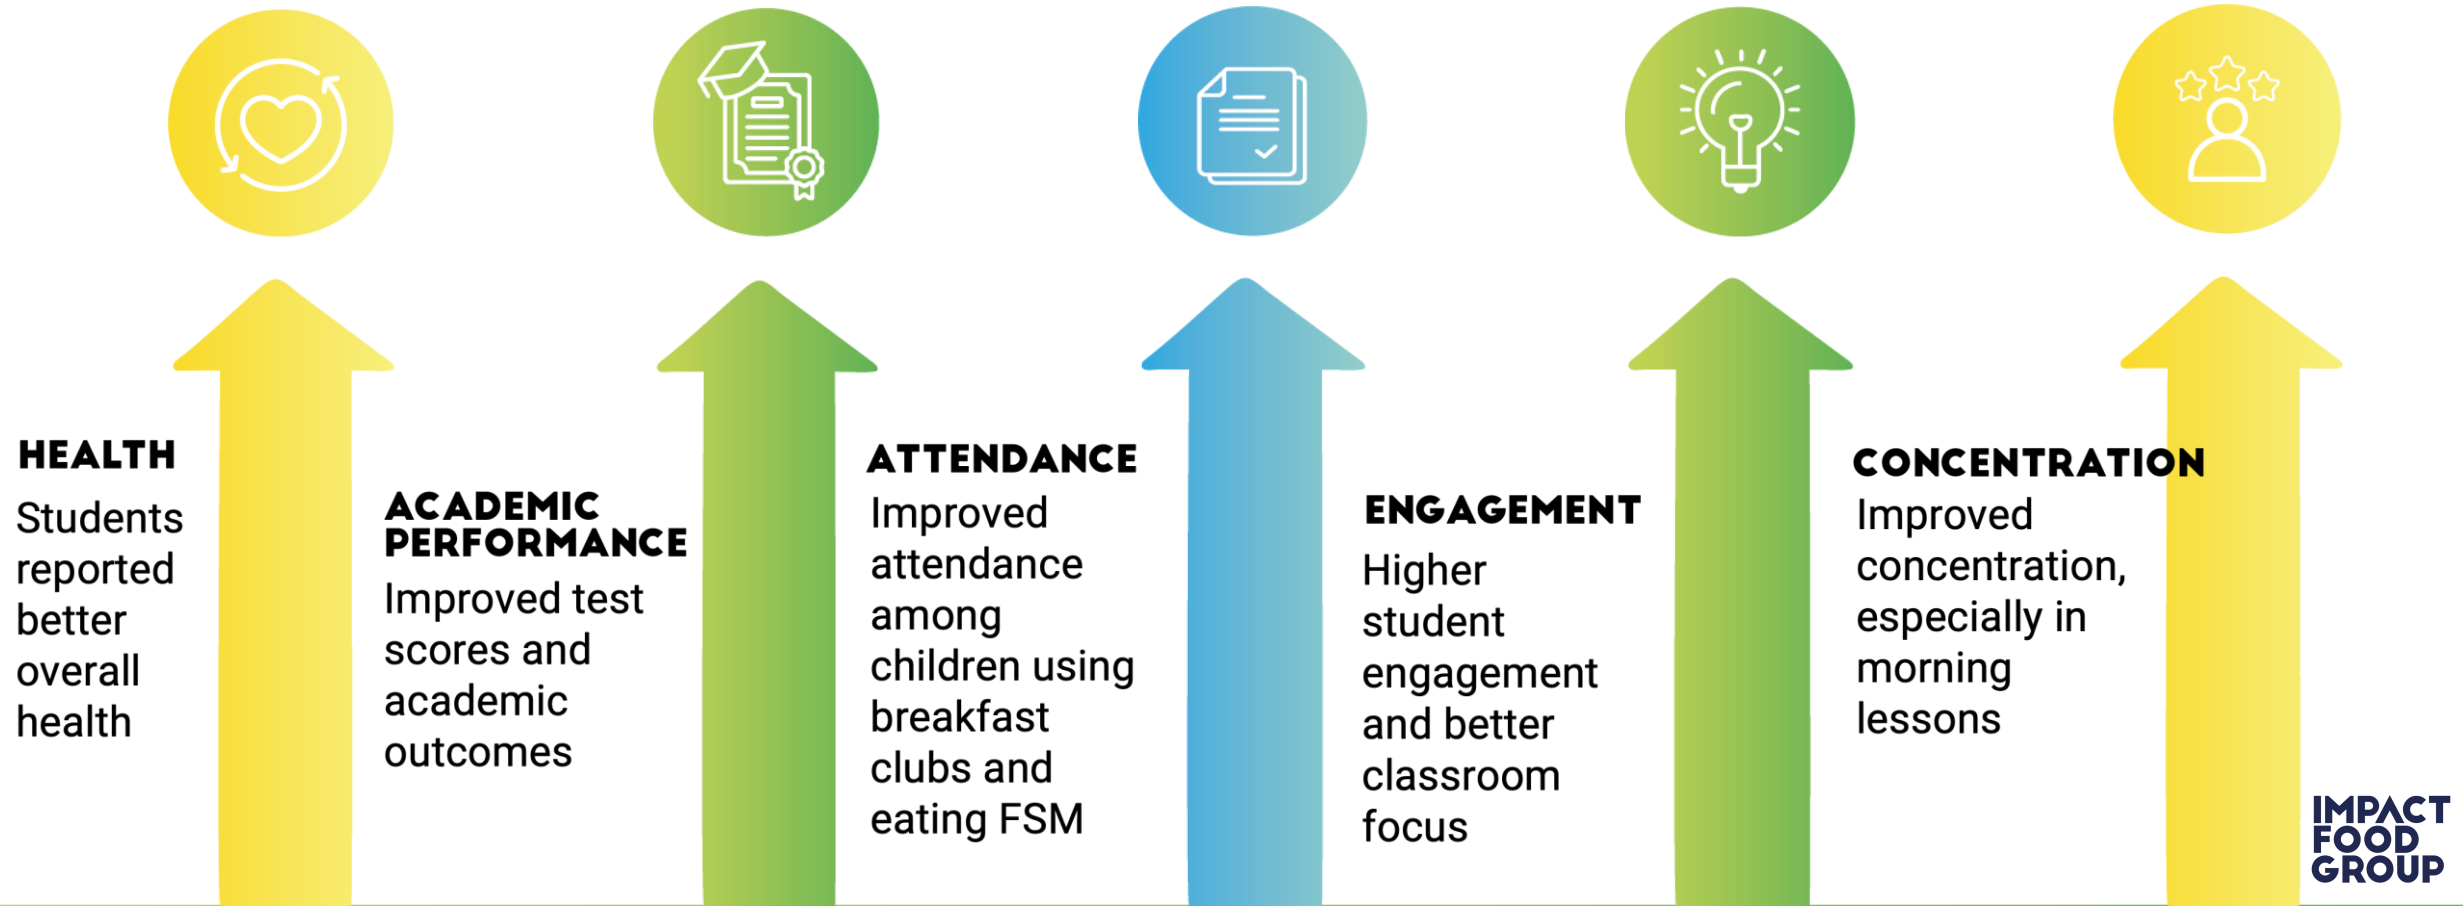 HEALTH
Students
reported
better
overall
health
ACADEMIC
PERFORMANCE
Improved test
scores and
academic
outcomes
ATTENDANCE
Improved
attendance
among
children using
breakfast
clubs and
eating FSM
ENGAGEMENT
Higher
student
engagement
and better
classroom
focus
CONCENTRATION
Improved
concentration,
especially in
morning
lessons
IMPACT
FOOD
GROUP